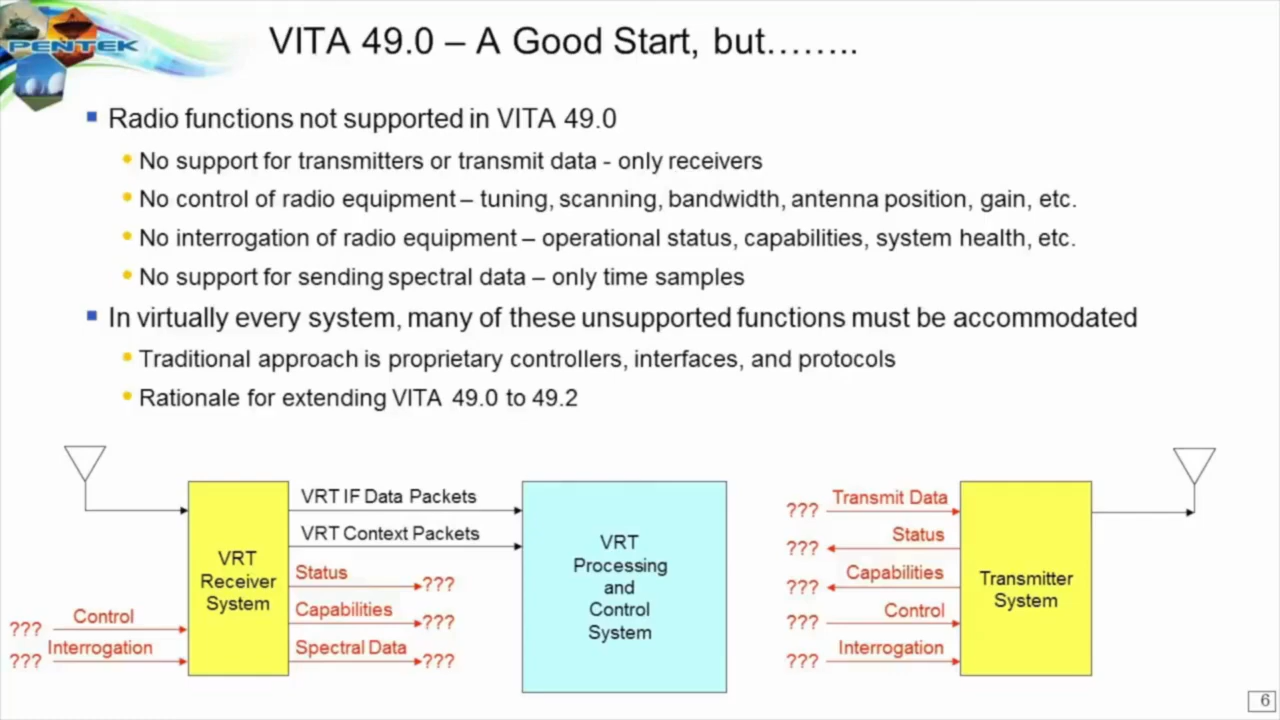 PENTEK
VITA 49.0 – A Good Start, but……..
Radio functions not supported in VITA 49.0
No support for transmitters or transmit data - only receivers
No control of radio equipment – tuning, scanning, bandwidth, antenna position, gain, etc.
No interrogation of radio equipment – operational status, capabilities, system health, etc.
No support for sending spectral data – only time samples
In virtually every system, many of these unsupported functions must be accommodated
Traditional approach is proprietary controllers, interfaces, and protocols
Rationale for extending VITA 49.0 to 49.2
VRT
Receiver
System
Control
???
Interrogation
???
VRT IF Data Packets
VRT Context Packets
Status
???
Capabilities
???
Spectral Data
???
VRT
Processing
and
Control
System
Transmit Data
???
Status
???
Capabilities
???
Control
???
Interrogation
???
Transmitter
System
6